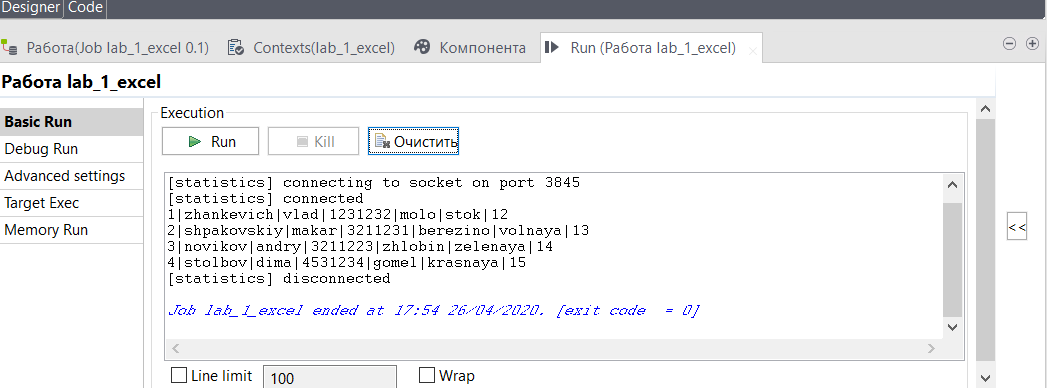 Designer Code
Работа(Job lab_1_excel 0.1) Contexts(lab_1_excel) Компонента Run (Работа lab_1_excel)
Работа lab_1_excel
Basic Run
Debug Run
Advanced settings
Target Exec
Memory Run
Execution
Run Kill Очистить
[statistics] connecting to socket on port 3845
[statistics] connected
1|zhankevich|vlad|1231232|molo|stok|12
2|shpakovskiy|makar|3211231|berezino|volnaya|13
3|novikov|andry|3211223|zhlobin|zelenaya|14
4|stolbov|dima|4531234|gomel|krasnaya|15
[statistics] disconnected
Job lab_1_excel ended at 17:54 26/04/2020. [exit code  = 0]
<<
Line limit 100 Wrap